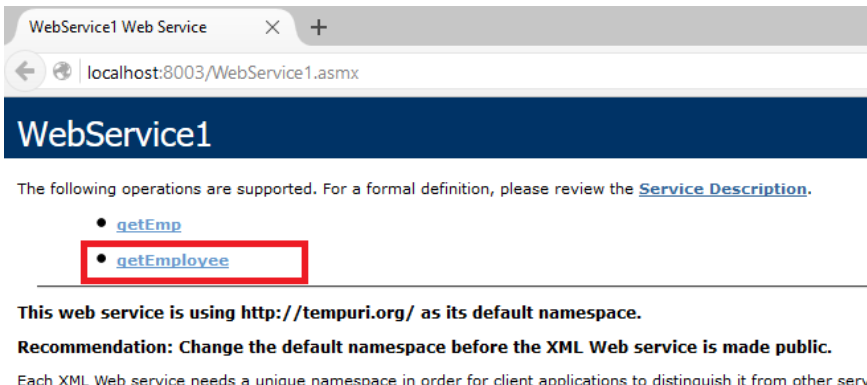 WebService1 Web Service
localhost:8003/WebService1.asmx
WebService1
The following operations are supported. For a formal definition, please review the Service Description.
getEmp
getEmployee
This web service is using http://tempuri.org/ as its default namespace.
Recommendation: Change the default namespace before the XML Web service is made public.
Each XML Web service needs a unique namespace in order for client applications to distinguish it from other serv